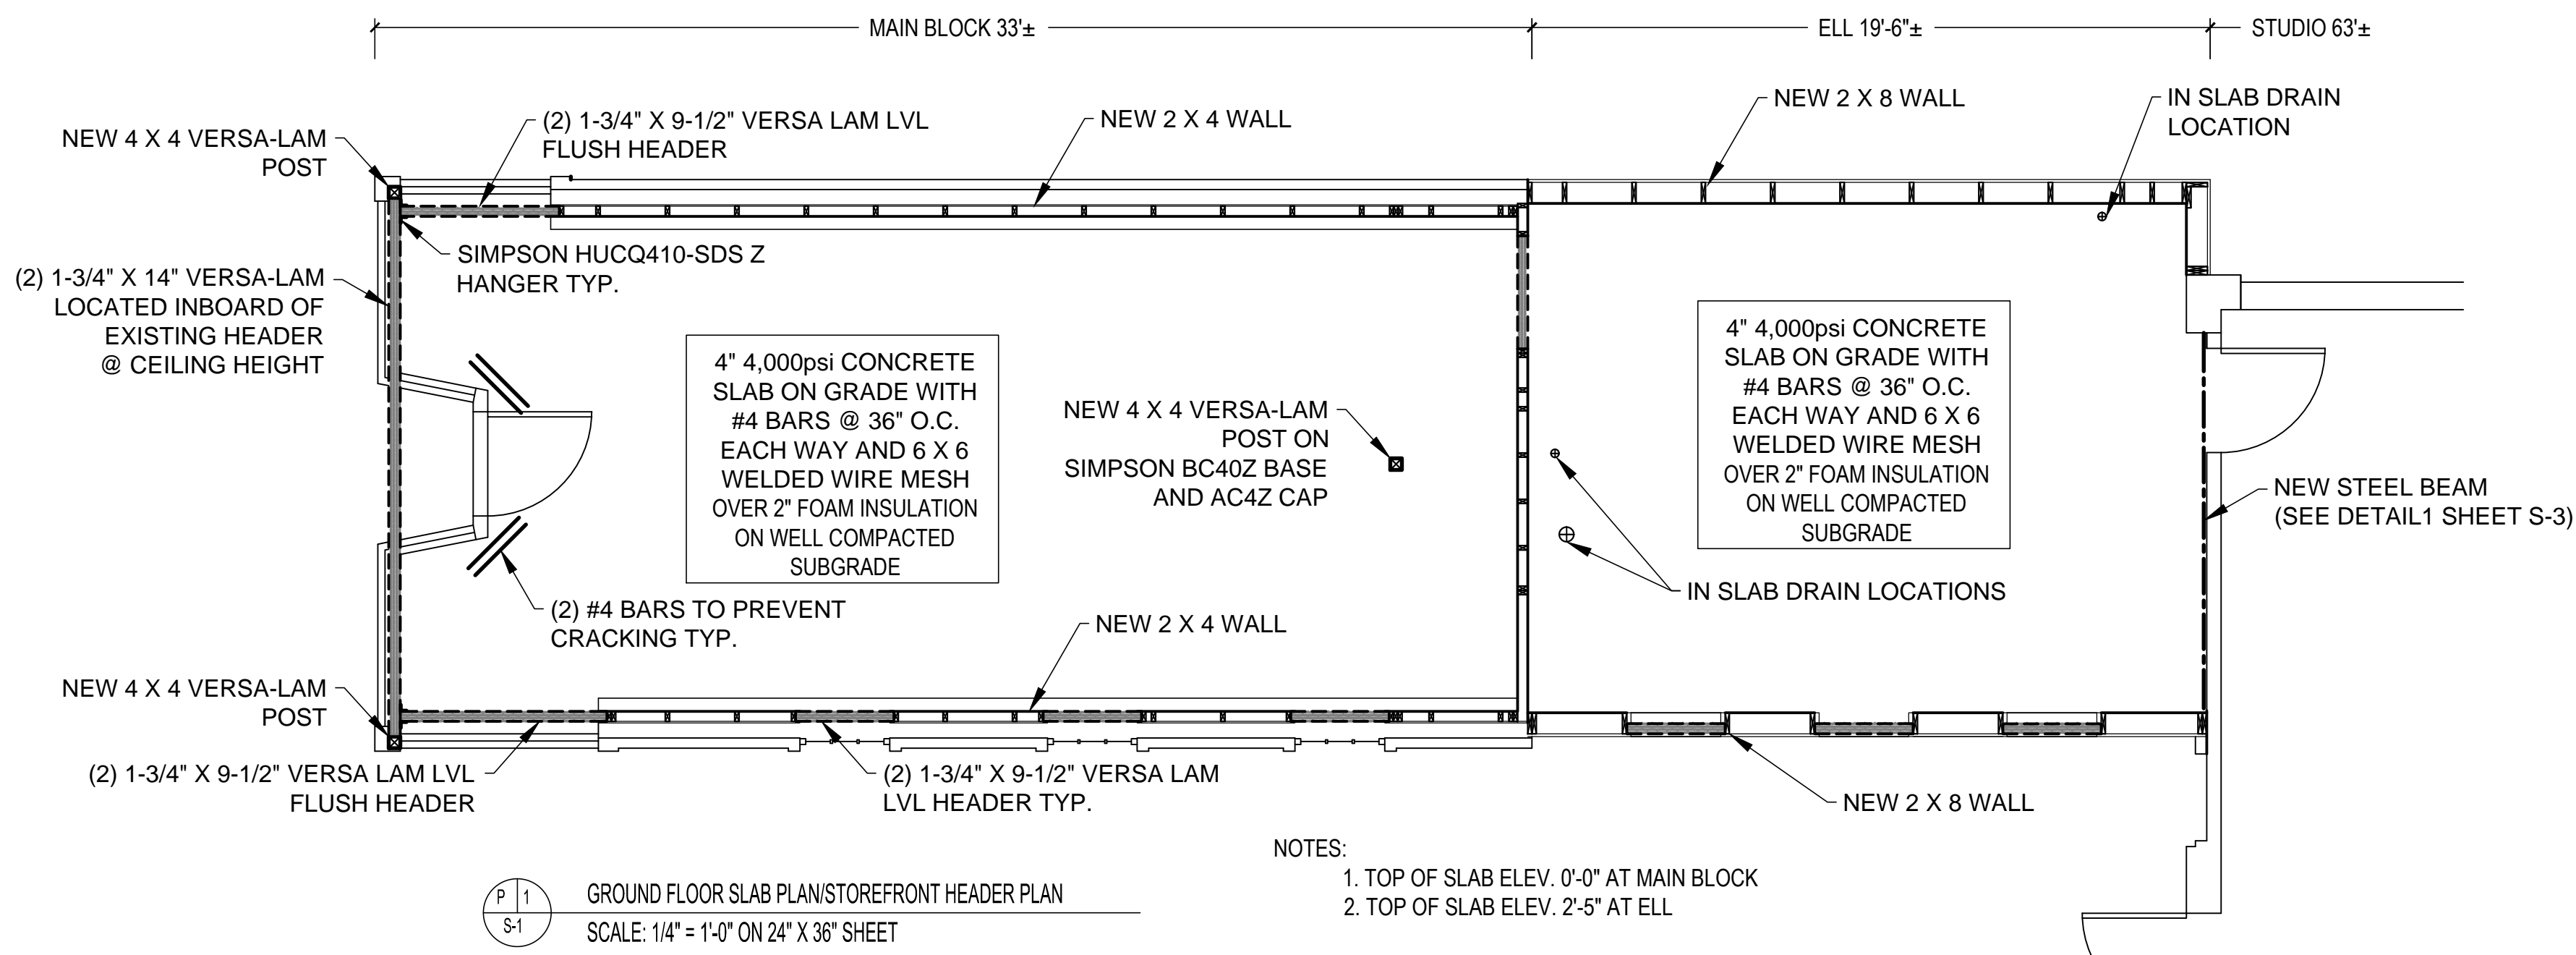 MAIN BLOCK 33'±
ELL 19'-6"±
STUDIO 63'±
NEW 4 X 4 VERSA-LAM
POST
(2) 1-3/4" X 9-1/2" VERSA LAM LVL
FLUSH HEADER
NEW 2 X 4 WALL
NEW 2 X 8 WALL
IN SLAB DRAIN
LOCATION
SIMPSON HUCQ410-SDS Z
HANGER TYP.
(2) 1-3/4" X 14" VERSA-LAM
LOCATED INBOARD OF
EXISTING HEADER
@ CEILING HEIGHT
4" 4,000psi CONCRETE
SLAB ON GRADE WITH
#4 BARS @ 36" O.C.
EACH WAY AND 6 X 6
WELDED WIRE MESH
OVER 2" FOAM INSULATION
ON WELL COMPACTED
SUBGRADE
NEW 4 X 4 VERSA-LAM
POST ON
SIMPSON BC40Z BASE
AND AC4Z CAP
4" 4,000psi CONCRETE
SLAB ON GRADE WITH
#4 BARS @ 36" O.C.
EACH WAY AND 6 X 6
WELDED WIRE MESH
OVER 2" FOAM INSULATION
ON WELL COMPACTED
SUBGRADE
NEW STEEL BEAM
(SEE DETAIL1 SHEET S-3)
IN SLAB DRAIN LOCATIONS
(2) #4 BARS TO PREVENT
CRACKING TYP.
NEW 2 X 4 WALL
NEW 4 X 4 VERSA-LAM
POST
(2) 1-3/4" X 9-1/2" VERSA LAM LVL
FLUSH HEADER
(2) 1-3/4" X 9-1/2" VERSA LAM
LVL HEADER TYP.
NEW 2 X 8 WALL
NOTES:
1. TOP OF SLAB ELEV. 0'-0" AT MAIN BLOCK
2. TOP OF SLAB ELEV. 2'-5" AT ELL
P 1
S-1
GROUND FLOOR SLAB PLAN/STOREFRONT HEADER PLAN
SCALE: 1/4" = 1'-0" ON 24" X 36" SHEET